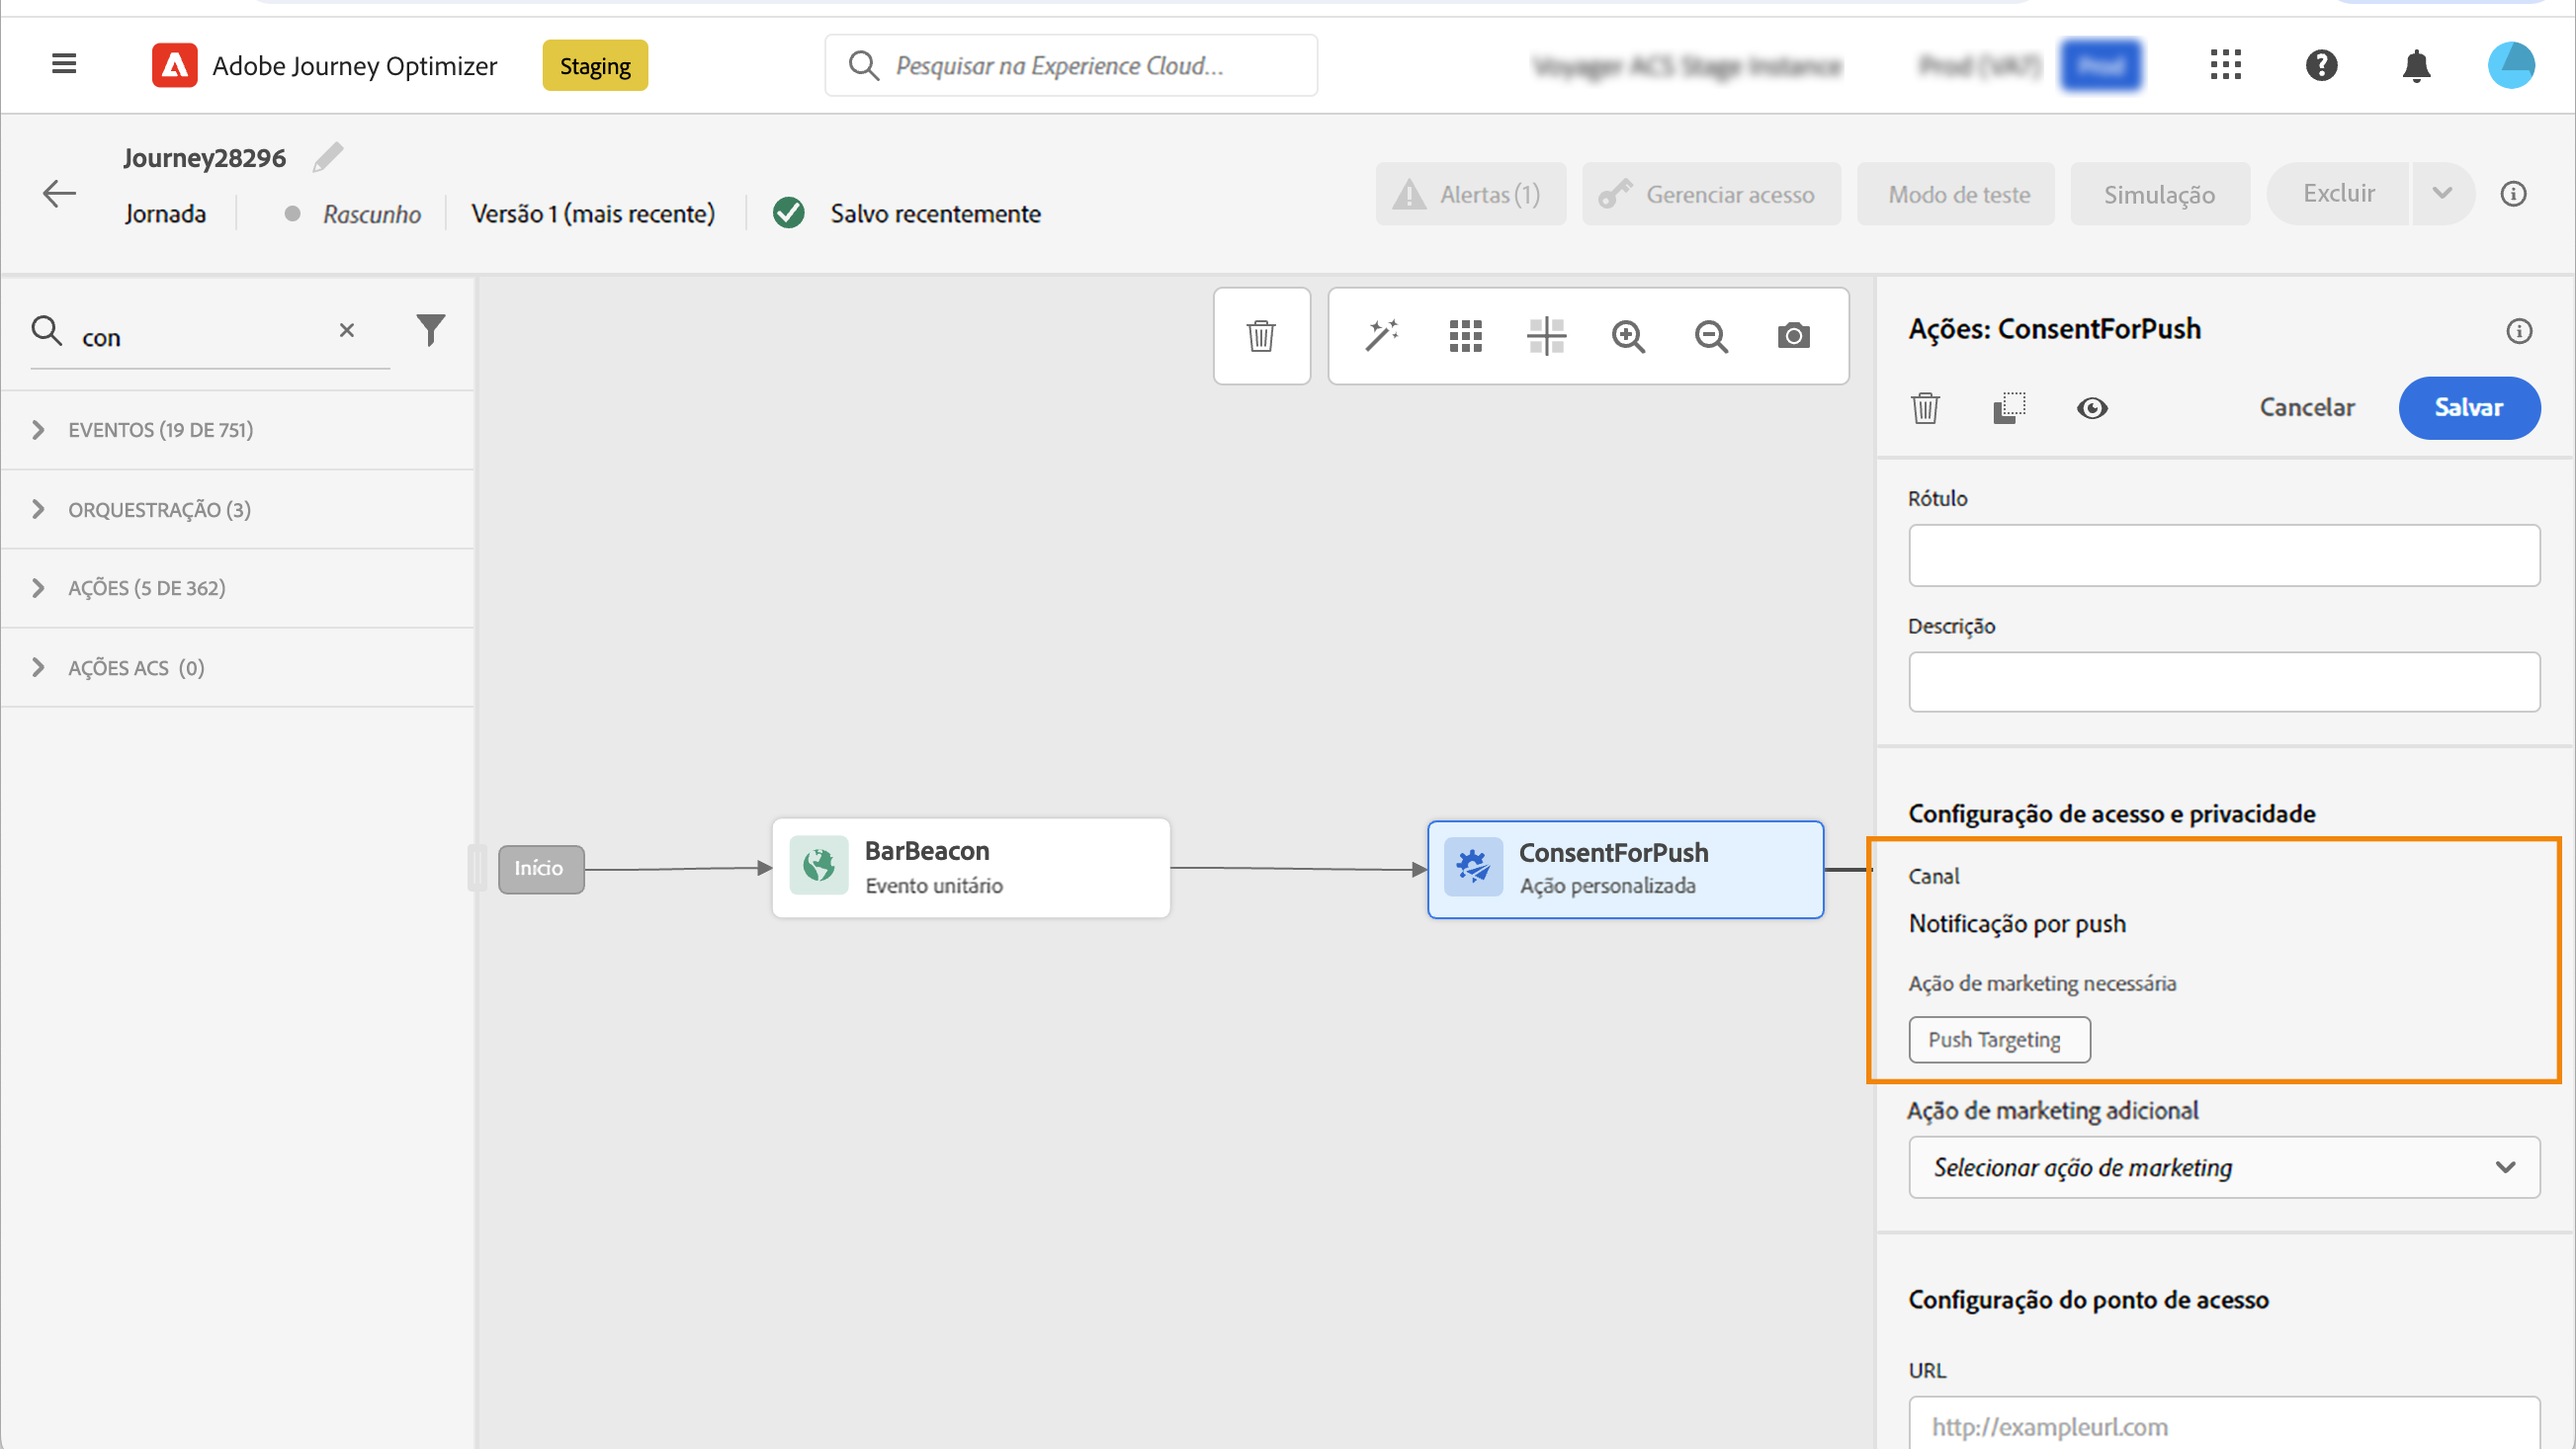 Adobe Journey Optimizer
Staging
Pesquisar na Experience Cloud...
Journey28296
Jornada
Rascunho
Versão 1 (mais recente)
Salvo recentemente
Alertas (1)
Gerenciar acesso
Modo de teste
Simulação
Excluir
con
EVENTOS (19 DE 751)
ORQUESTRAÇÃO (3)
AÇÕES (5 DE 362)
AÇÕES ACS (0)
Início
BarBeacon
Evento unitário
ConsentForPush
Ação personalizada
Ações: ConsentForPush
Cancelar
Salvar
Rótulo
Descrição
Configuração de acesso e privacidade
Canal
Notificação por push
Ação de marketing necessária
Push Targeting
Ação de marketing adicional
Selecionar ação de marketing
Configuração do ponto de acesso
URL
http://exampleurl.com